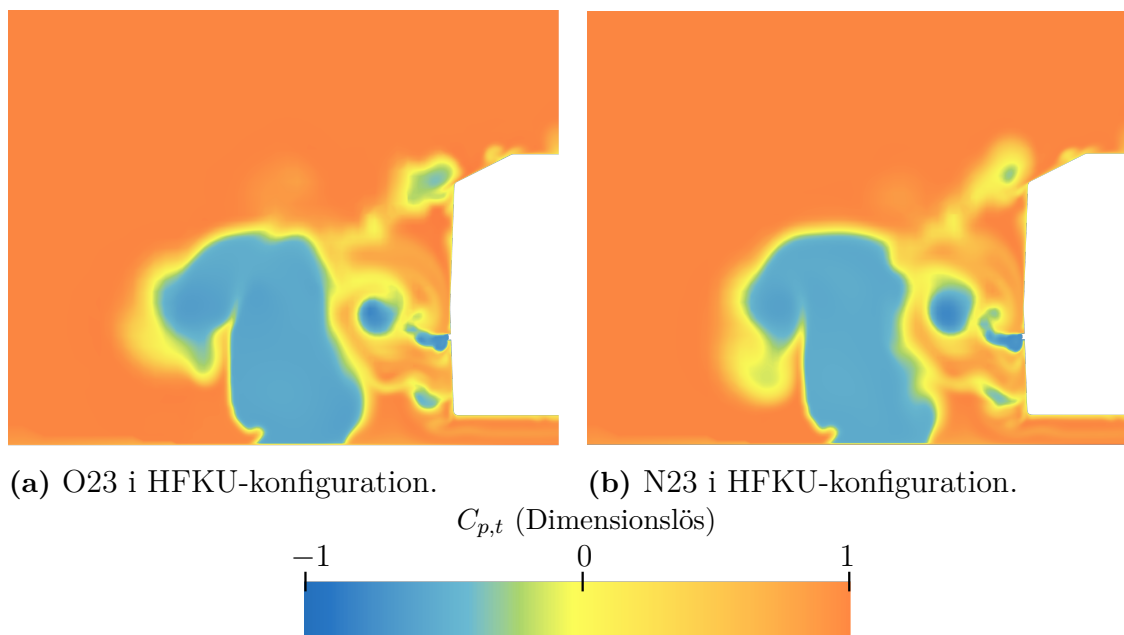 (a) O23 i HFKU-konfiguration.
(b) N23 i HFKU-konfiguration.
C_{p,t} (Dimensionslös)
−1 0 1